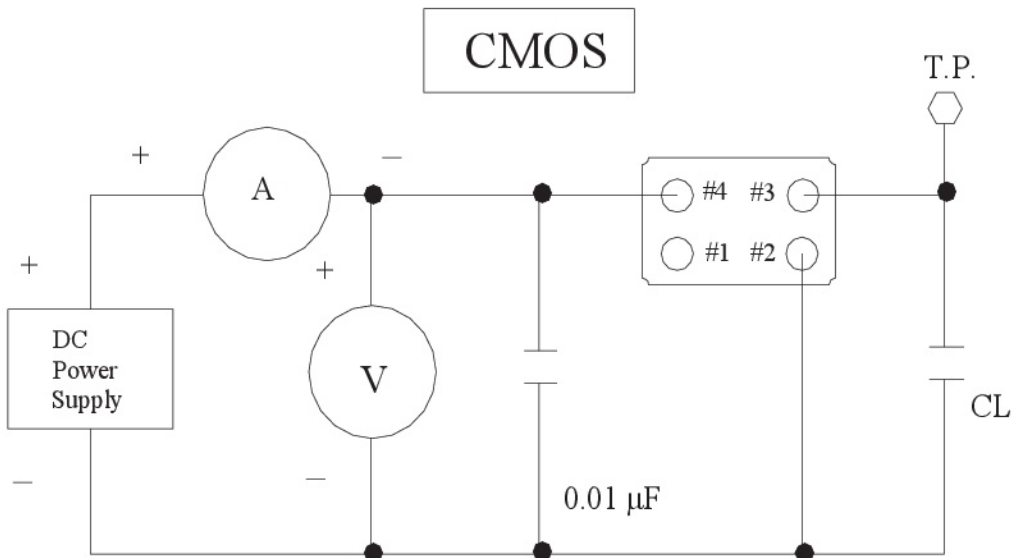 CMOS
T.P.
+
−
A
#4 #3
#1 #2
+
+
DC
Power
Supply
V
CL
−
−
0.01 µF